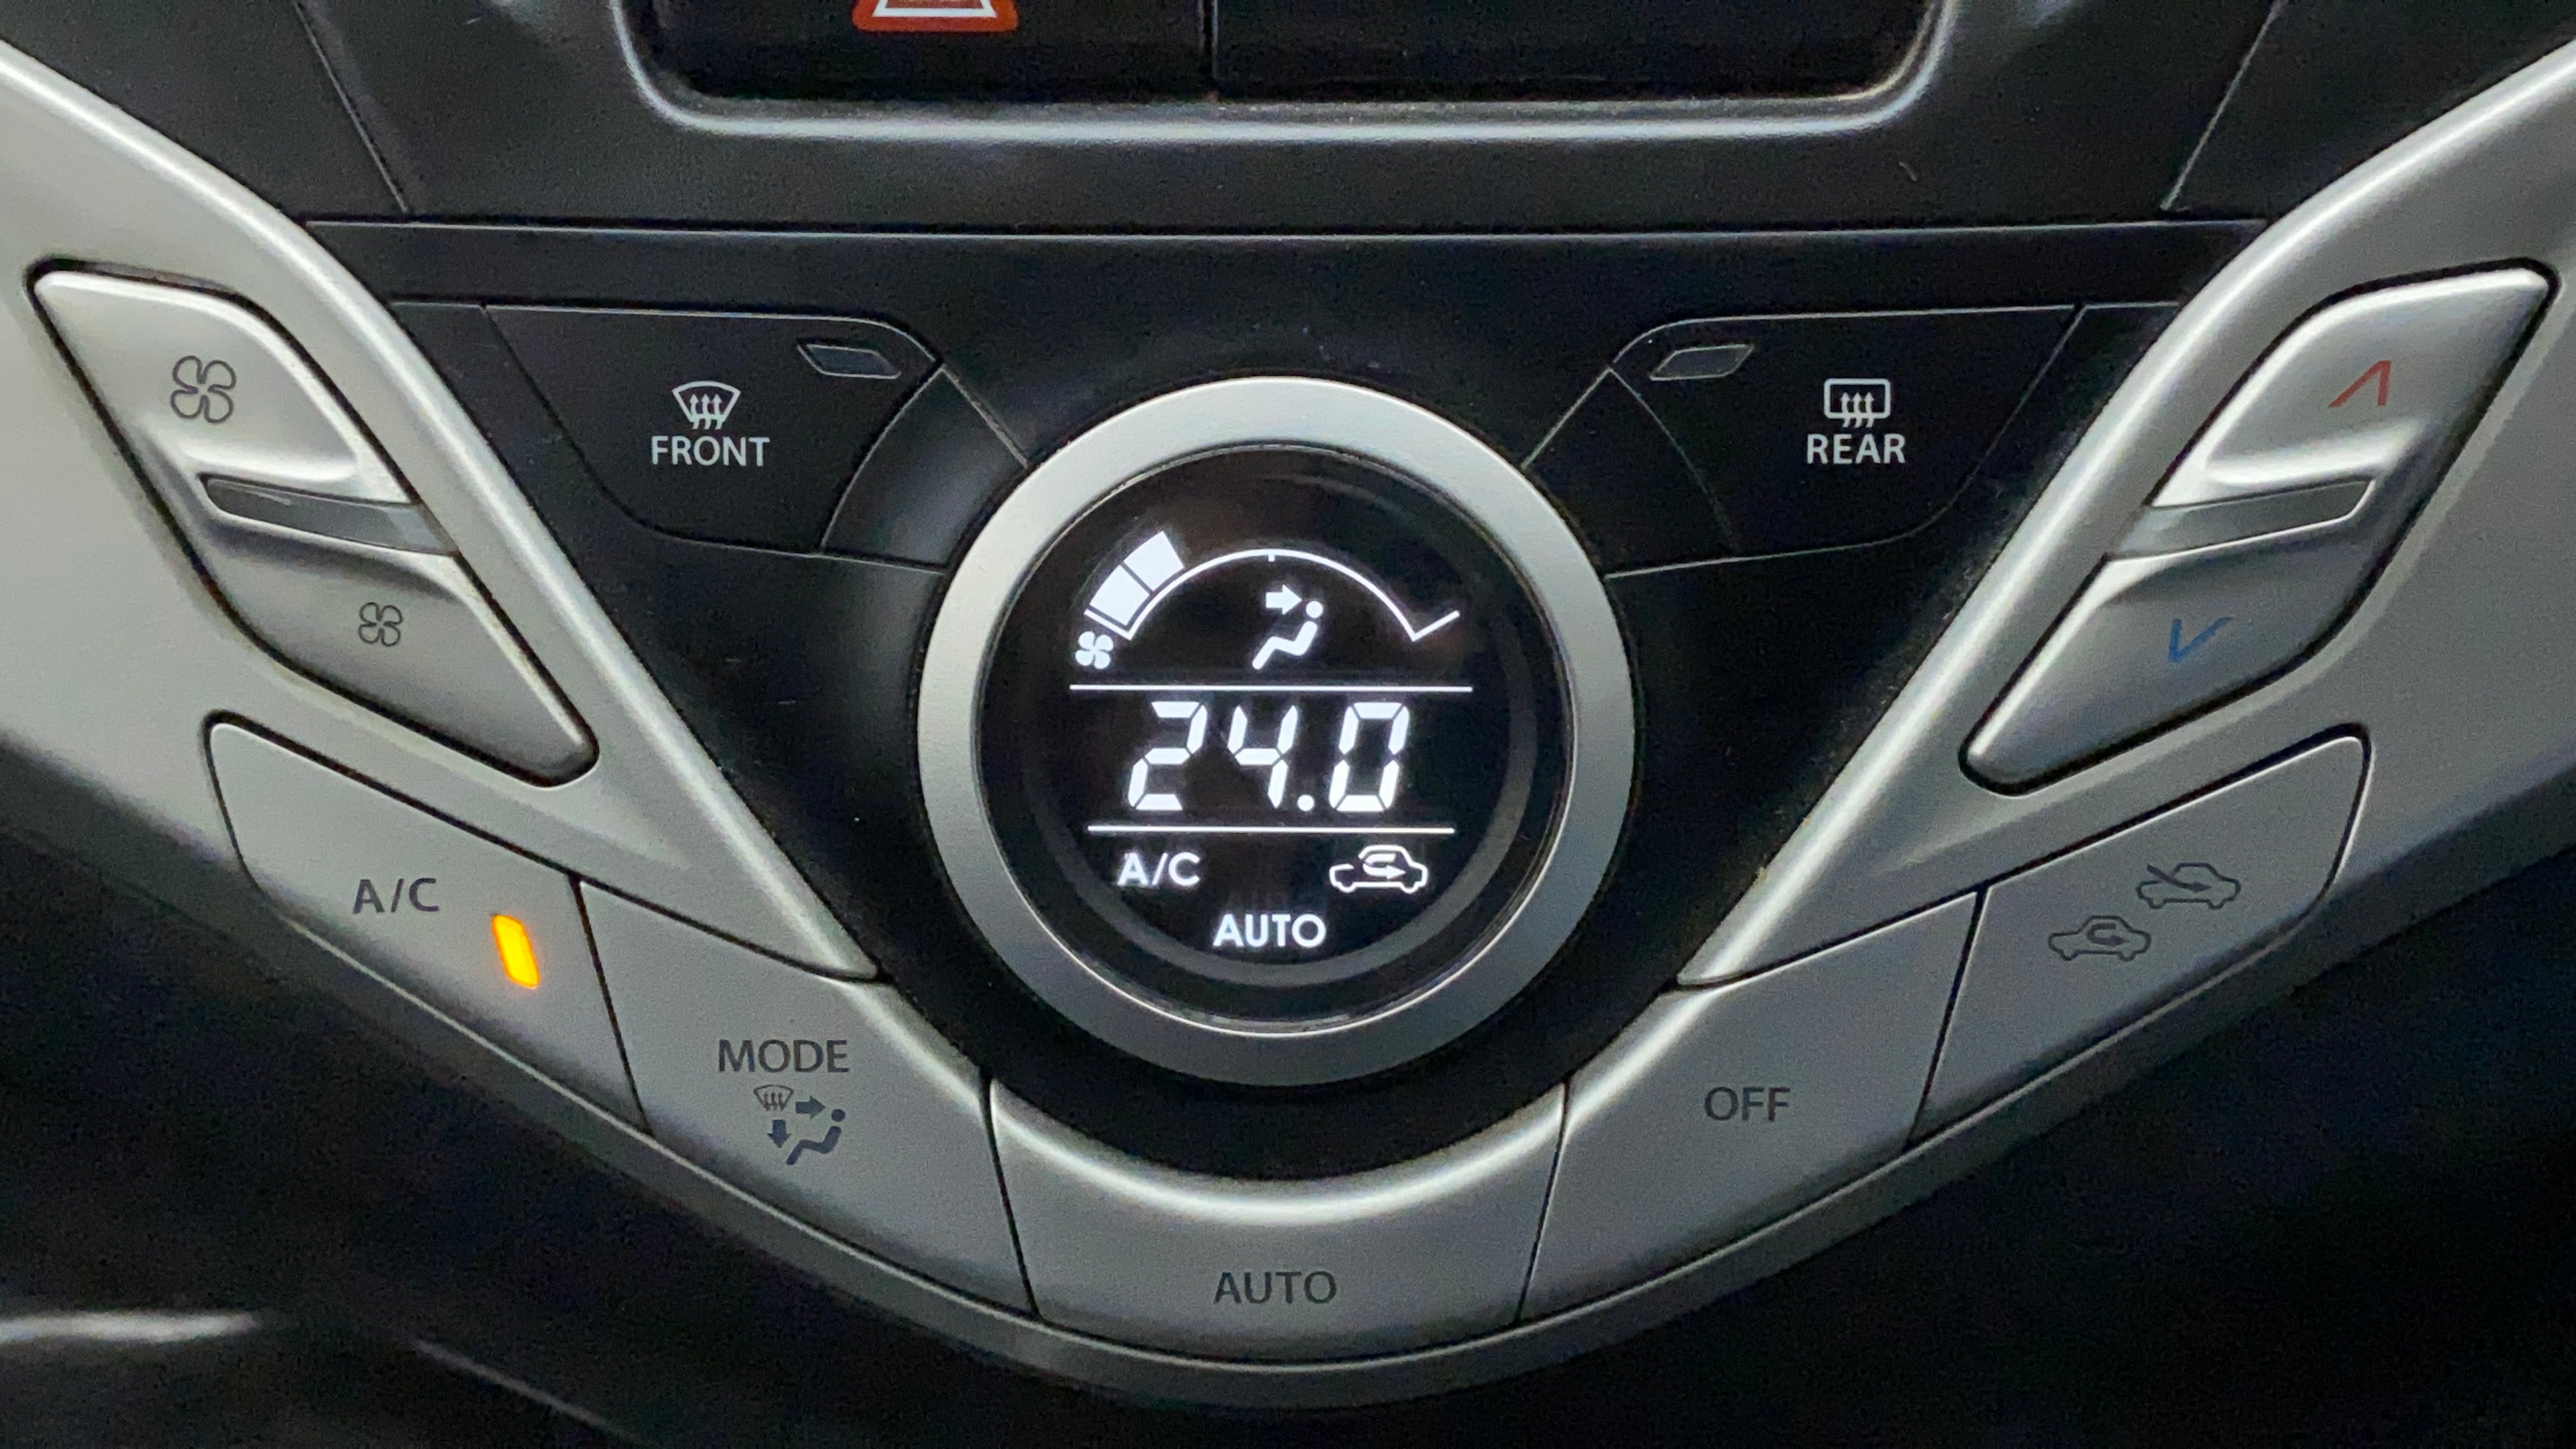 FRONT
REAR
24.0
A/C
AUTO
A/C
MODE
OFF
AUTO